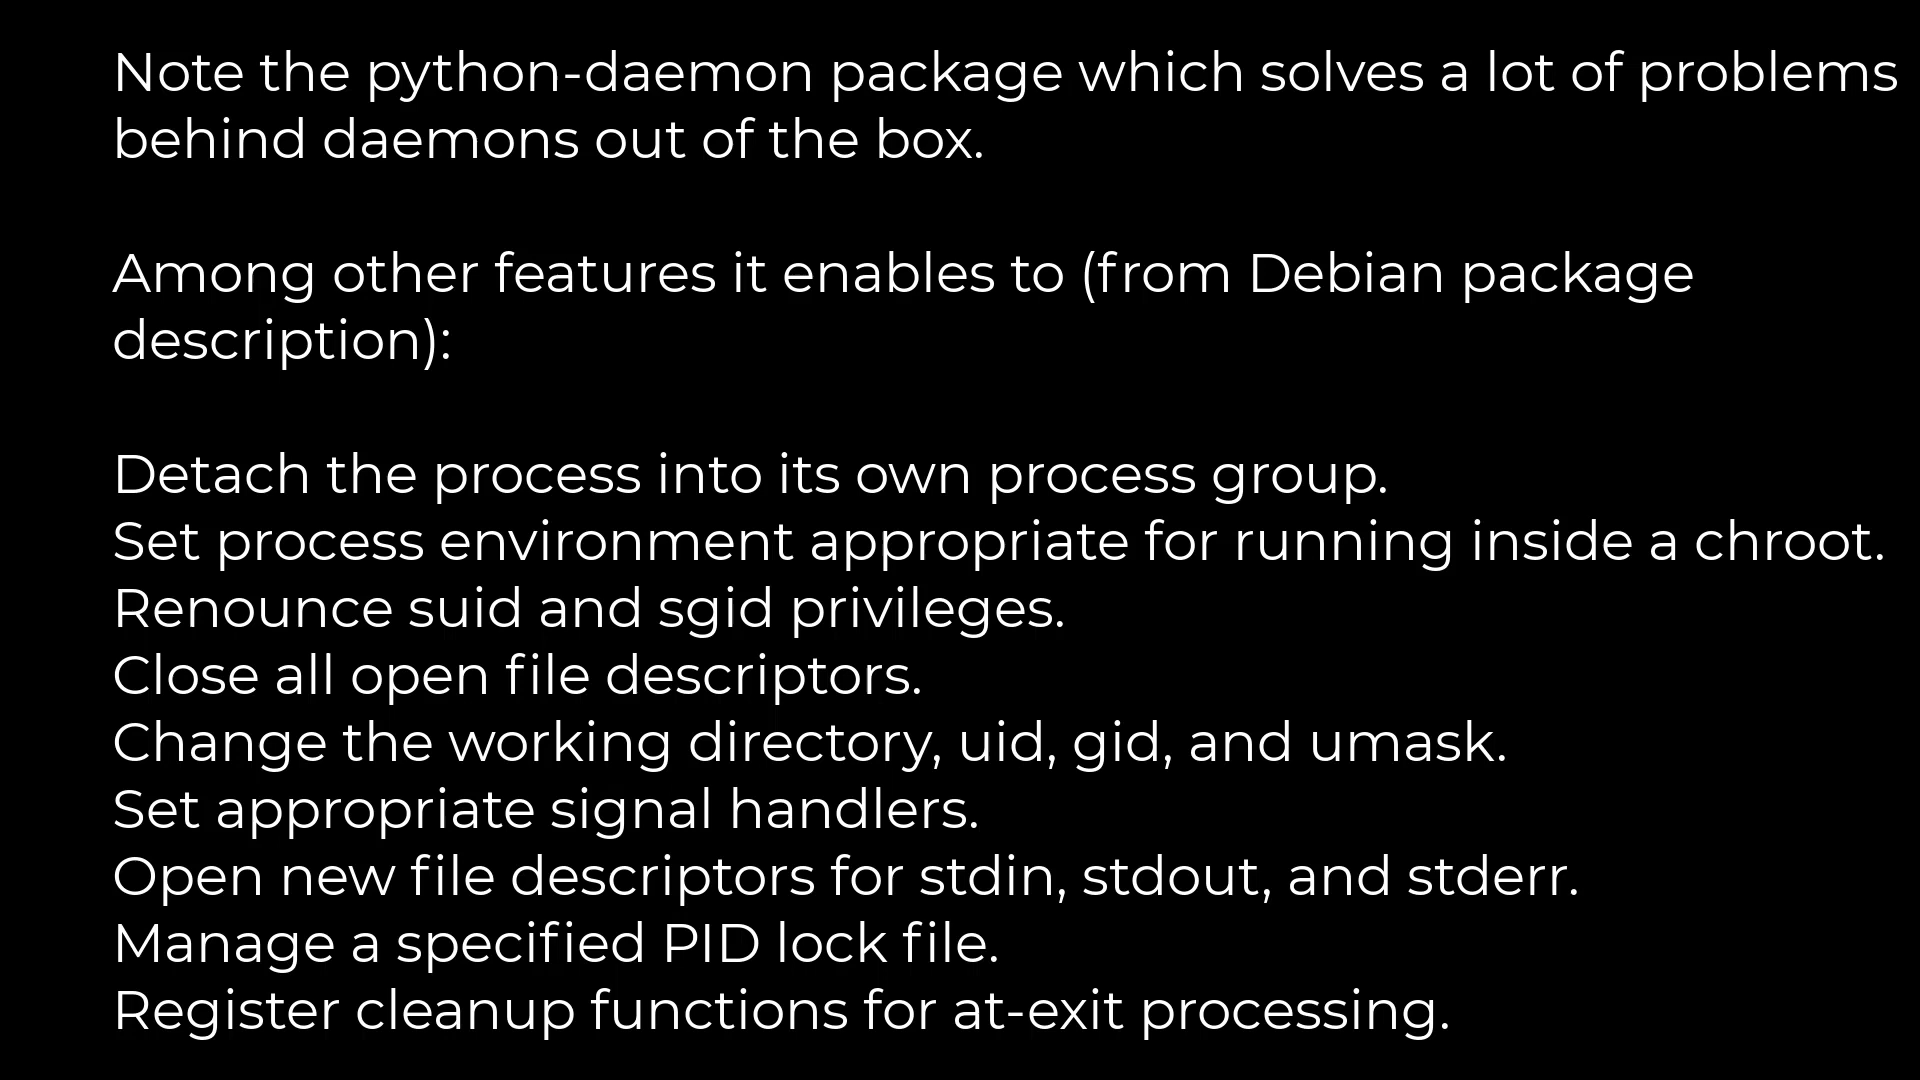 Note the python-daemon package which solves a lot of problems
behind daemons out of the box.
Among other features it enables to (from Debian package
description):
Detach the process into its own process group.
Set process environment appropriate for running inside a chroot.
Renounce suid and sgid privileges.
Close all open file descriptors.
Change the working directory, uid, gid, and umask.
Set appropriate signal handlers.
Open new file descriptors for stdin, stdout, and stderr.
Manage a specified PID lock file.
Register cleanup functions for at-exit processing.